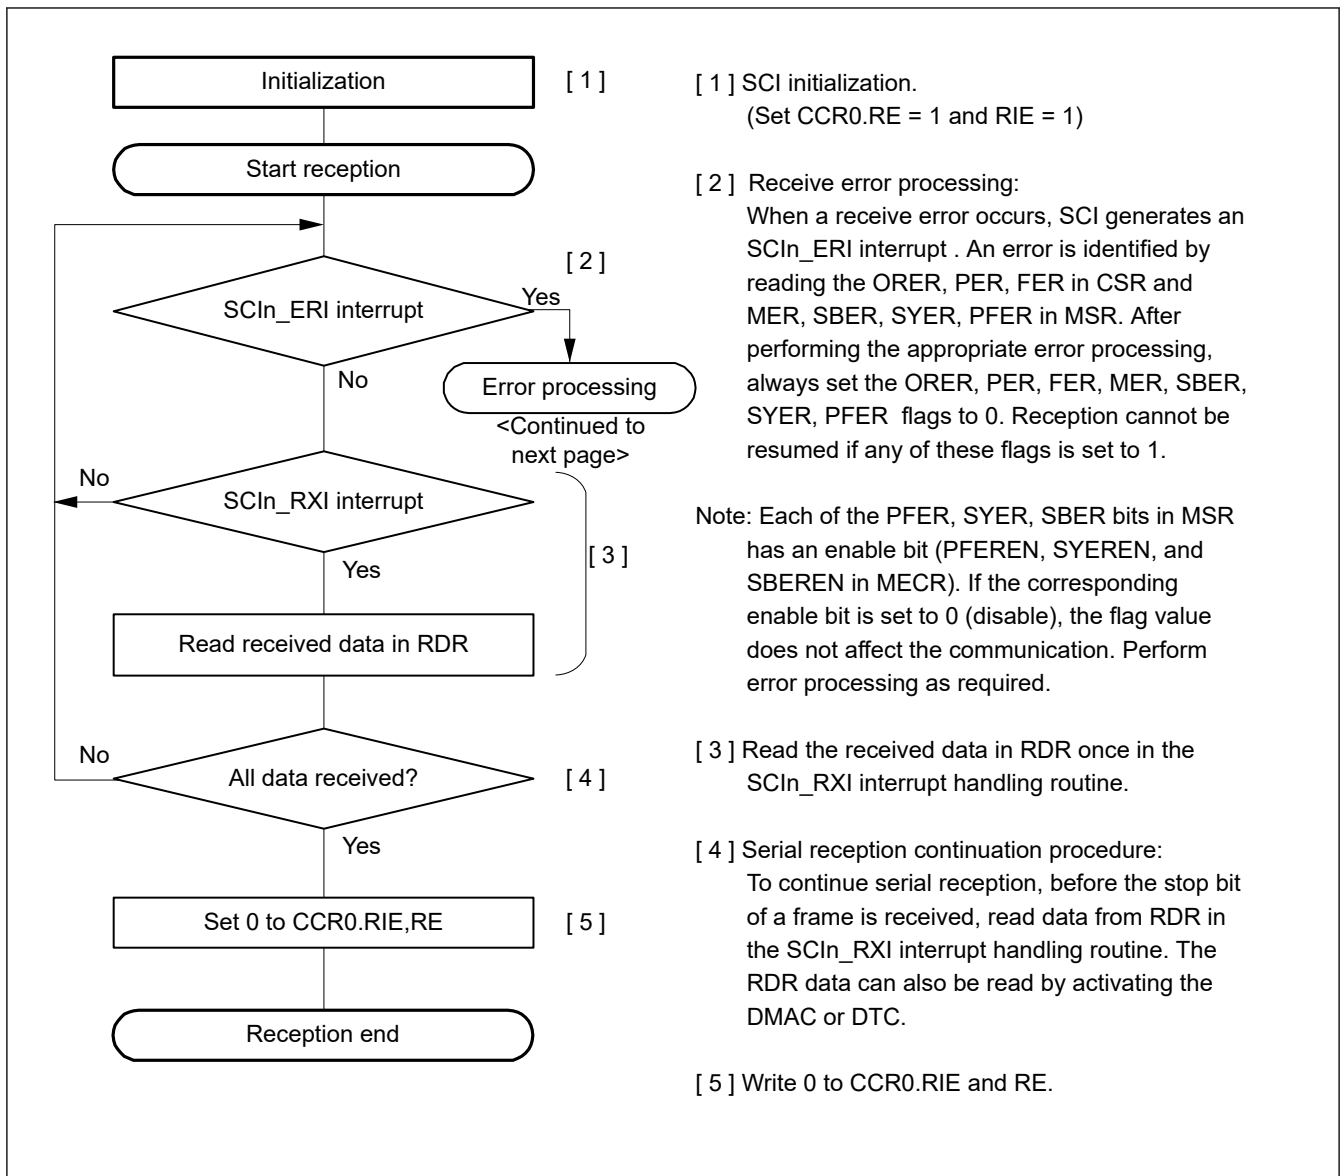 Initialization
[ 1 ]
Start reception
[ 2 ]
SCIn_ERI interrupt
Yes
No
Error processing
<Continued to
next page>
No
SCIn_RXI interrupt
[ 3 ]
Yes
Read received data in RDR
No
All data received?
[ 4 ]
Yes
Set 0 to CCR0.RIE,RE
[ 5 ]
Reception end
[ 1 ] SCI initialization.
(Set CCR0.RE = 1 and RIE = 1)
[ 2 ] Receive error processing:
When a receive error occurs, SCI generates an
SCIn_ERI interrupt . An error is identified by
reading the ORER, PER, FER in CSR and
MER, SBER, SYER, PFER in MSR. After
performing the appropriate error processing,
always set the ORER, PER, FER, MER, SBER,
SYER, PFER flags to 0. Reception cannot be
resumed if any of these flags is set to 1.
Note: Each of the PFER, SYER, SBER bits in MSR
has an enable bit (PFEREN, SYEREN, and
SBEREN in MECR). If the corresponding
enable bit is set to 0 (disable), the flag value
does not affect the communication. Perform
error processing as required.
[ 3 ] Read the received data in RDR once in the
SCIn_RXI interrupt handling routine.
[ 4 ] Serial reception continuation procedure:
To continue serial reception, before the stop bit
of a frame is received, read data from RDR in
the SCIn_RXI interrupt handling routine. The
RDR data can also be read by activating the
DMAC or DTC.
[ 5 ] Write 0 to CCR0.RIE and RE.